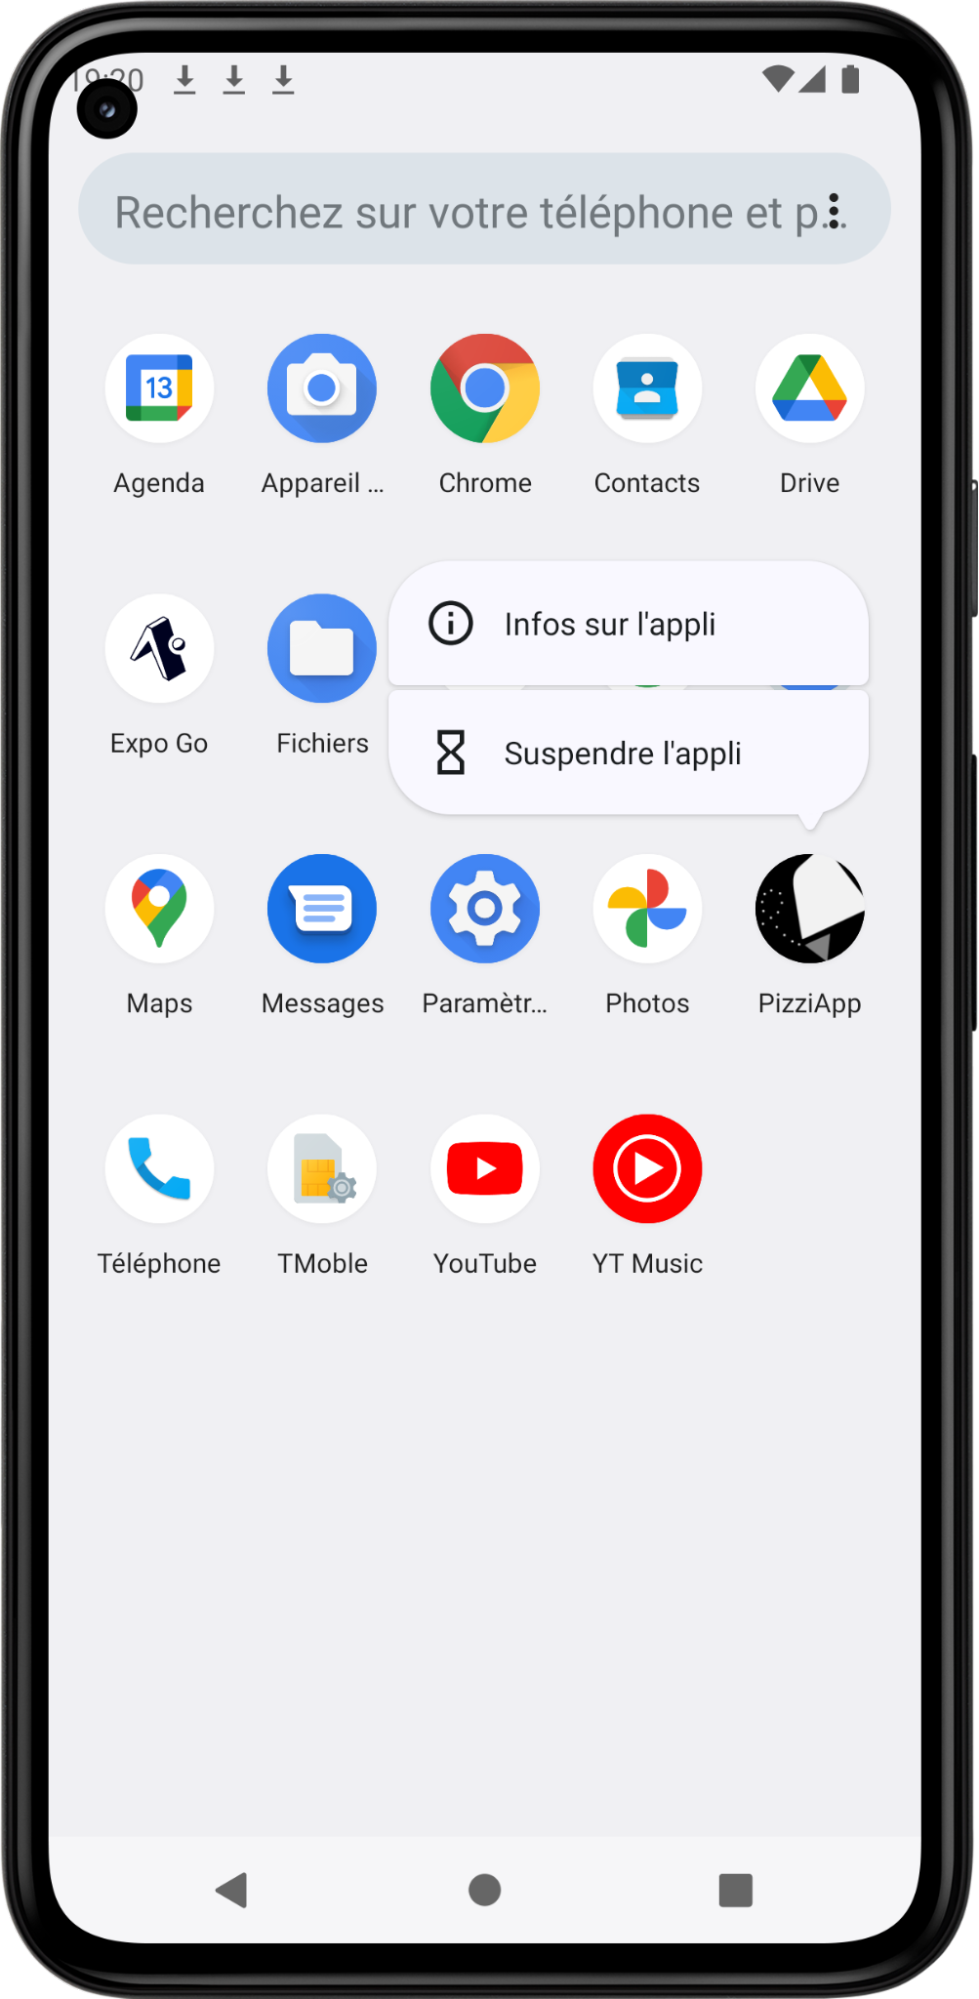 19:20
Recherchez sur votre téléphone et p...
13
Agenda
Appareil ...
Chrome
Contacts
Drive
Infos sur l'appli
Expo Go
Fichiers
Suspendre l'appli
Maps
Messages
Paramètr...
Photos
PizziApp
Téléphone
TMoble
YouTube
YT Music